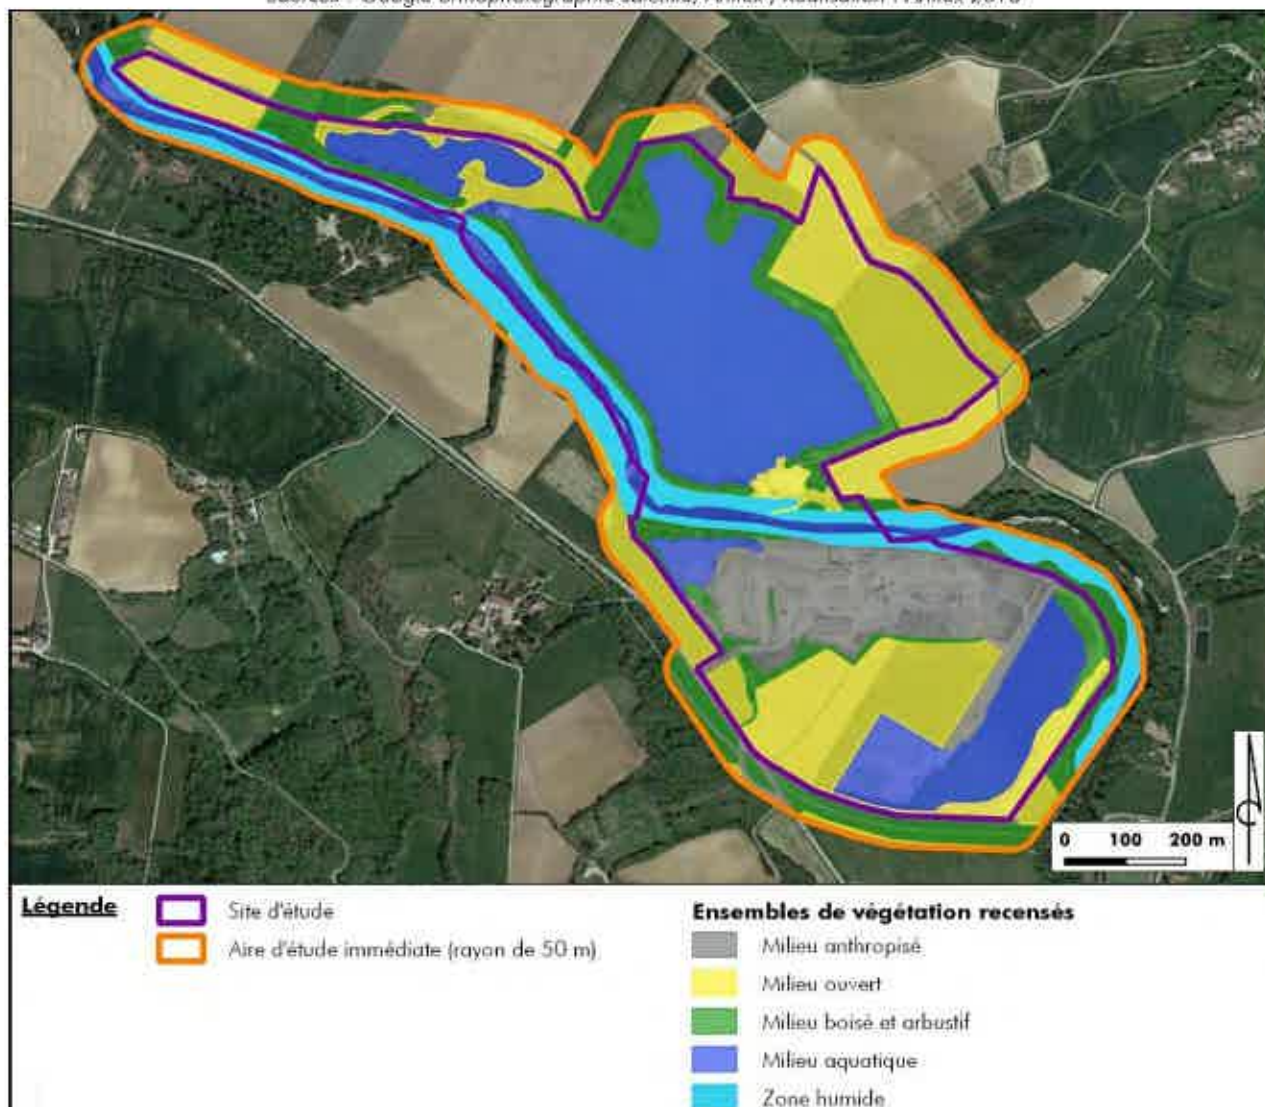 0 100 200 m
Légende
Site d'étude
Aire d'étude immédiate (rayon de 50 m)
Ensembles de végétation recensés
Milieu anthropisé
Milieu ouvert
Milieu boisé et arbustif
Milieu aquatique
Zone humide